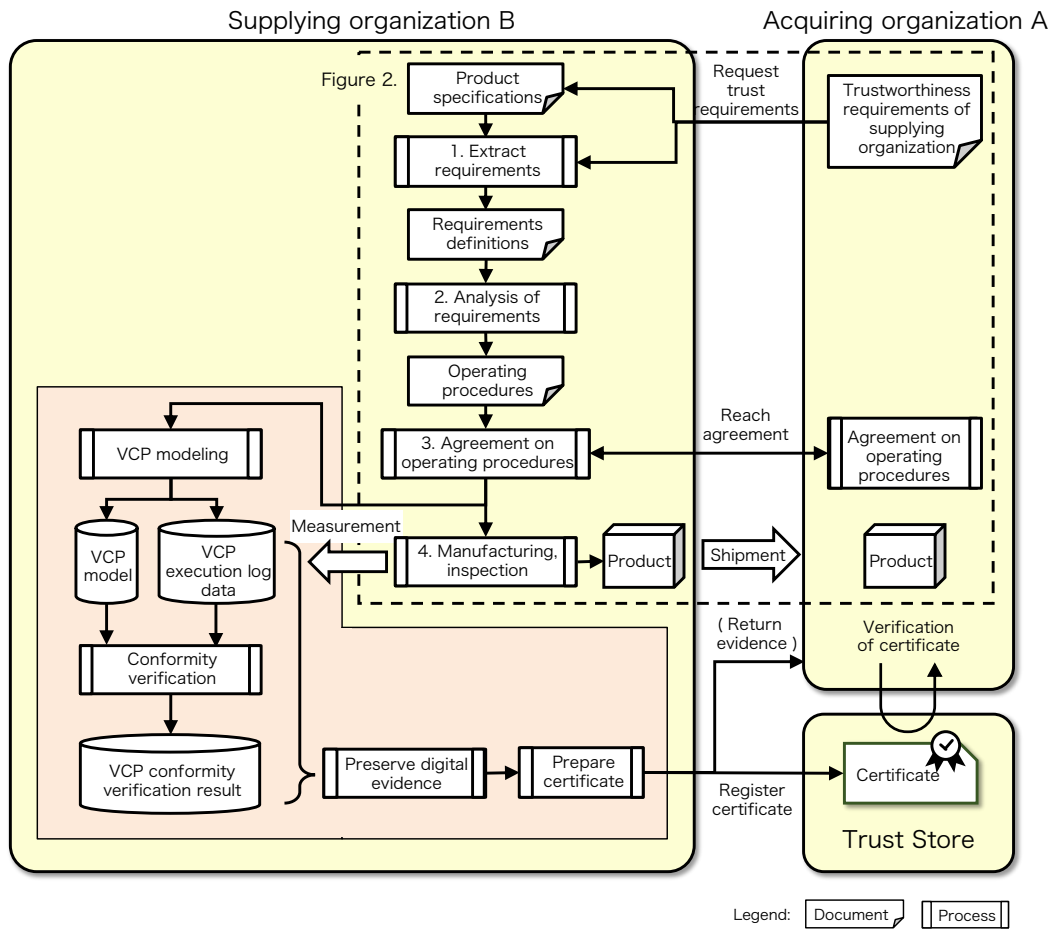 Supplying organization B
Acquiring organization A
Figure 2.
Product
specifications
Request
trust
requirements
Trustworthiness
requirements of
supplying
organization
1. Extract
requirements
Requirements
definitions
2. Analysis of
requirements
Operating
procedures
Reach
agreement
3. Agreement on
operating procedures
Agreement on
operating
procedures
VCP modeling
Measurement
VCP
model
VCP
execution log
data
4. Manufacturing,
inspection
Product
Shipment
Product
( Return
evidence )
Verification
of certificate
Conformity
verification
VCP conformity
verification result
Preserve digital
evidence
Prepare
certificate
Register
certificate
Certificate
Trust Store
Legend:
Document
Process